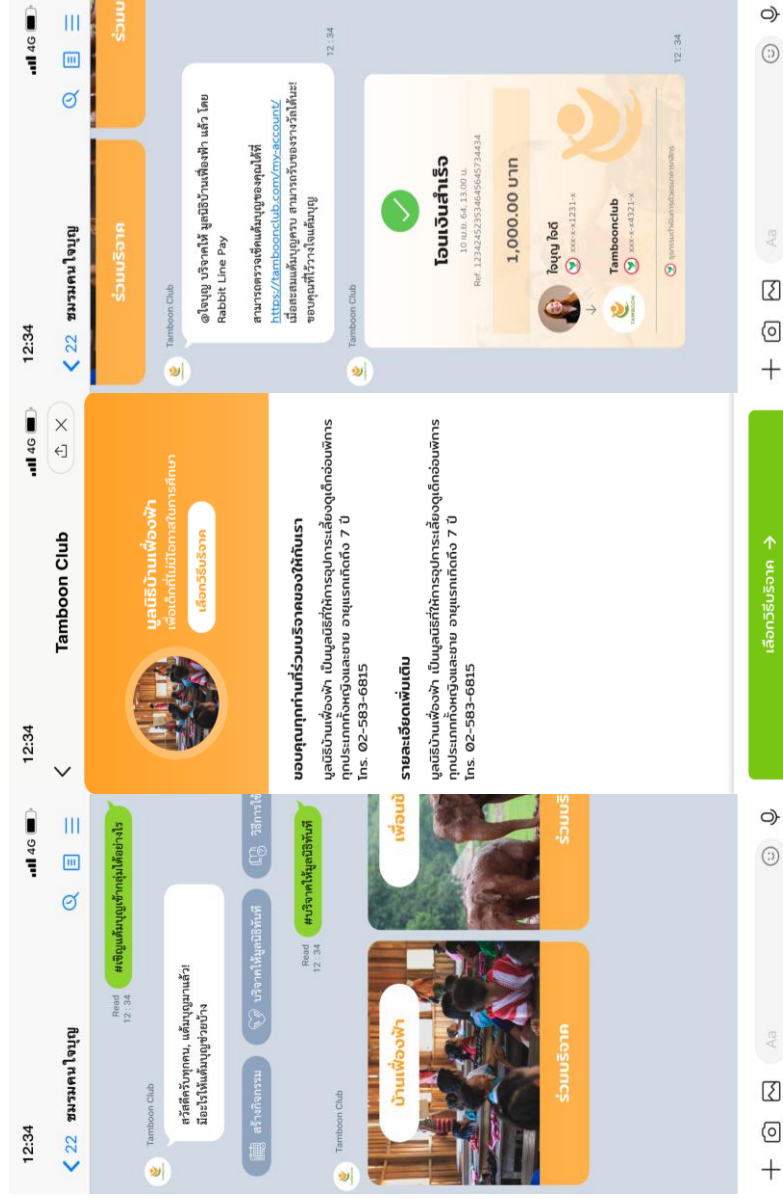 12:34
4G
22 ชมรมคนใจบุญ
#เชิญแต้มบุญเข้ากลุ่มได้อย่างไร
Read
12 : 34
Tamboon Club
สวัสดีครับทุกคน, แต้มบุญมาแล้ว!
มีอะไรให้แต้มบุญช่วยบ้าง
สร้างกิจกรรม
บริจาคให้มูลนิธิทันที
วิธีการใช้
#บริจาคให้มูลนิธิทันที
Read
12 : 34
Tamboon Club
บ้านเฟื่องฟ้า
ร่วมบริจาค
เพื่อนช้
ร่วมบริ
Aa
12:34
4G
Tamboon Club
มูลนิธิบ้านเฟื่องฟ้า
เพื่อเด็กที่ไม่มีโอกาสในการศึกษา
เลือกวิธีบริจาค
ขอบคุณทุกท่านที่ร่วมบริจาคของให้กับเรา
มูลนิธิบ้านเฟื่องฟ้า เป็นมูลนิธิที่ให้การอุปการะเลี้ยงดูเด็กอ่อนพิการ
ทุกประเภททั้งหญิงและชาย อายุแรกเกิดถึง 7 ปี
โทร. 02-583-6815
รายละเอียดเพิ่มเติม
มูลนิธิบ้านเฟื่องฟ้า เป็นมูลนิธิที่ให้การอุปการะเลี้ยงดูเด็กอ่อนพิการ
ทุกประเภททั้งหญิงและชาย อายุแรกเกิดถึง 7 ปี
โทร. 02-583-6815
เลือกวิธีบริจาค →
12:34
4G
22 ชมรมคนใจบุญ
ร่วมบริจาค
ร่วม
Tamboon Club
@ใจบุญ บริจาคให้ มูลนิธิบ้านเฟื่องฟ้า แล้ว โดย
Rabbit Line Pay
สามารถตรวจเช็คแต้มบุญของคุณได้ที่
https://tamboonclub.com/my-account/
เมื่อสะสมแต้มบุญครบ สามารถรับของรางวัลได้นะ!
ขอบคุณที่ไว้วางใจแต้มบุญ
12 : 34
Tamboon Club
โอนเงินสำเร็จ
10 เม.ย. 64, 13.00 น.
Ref. 1234245235346456457344​34
1,000.00 บาท
ใจบุญ ใจดี
xxx-x-x1231-x
Tamboonclub
xxx-x-x4321-x
TAMBOON
12 : 34
Aa